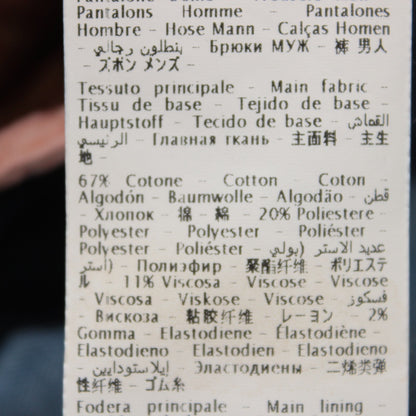 Pantalons Homme - Pantalones
Hombre - Hose Mann - Calças Homen
- بنطلون رجالي - Брюки МУЖ - 裤 男人
- ズボン メンズ -
Tessuto principale - Main fabric -
Tissu de base - Tejido de base -
Hauptstoff - Tecido de base - القماش
الرئيسي - Главная ткань - 主面料 - 主生
地 -
67% Cotone - Cotton - Coton -
Algodón - Baumwolle - Algodão - قطن
- Хлопок - 棉 - 綿 - 20% Poliestere -
Polyester - Polyester - Poliéster -
Polyester - Poliéster - عديد الاستر (بولي
أستر) - Полиэфир - 聚酯纤维 - ポリエステ
ル - 11% Viscosa - Viscose - Viscose -
Viscosa - Viskose - Viscose - فسكوز
- Вискоза - 粘胶纤维 - レーヨン - 2%
Gomma - Elastodiene - Élastodiène -
Elastodieno - Elastodien - Elastodieno
- إيلاستودايين - Эластодиены - 二烯类弹
性纤维 - ゴム糸
Fodera principale - Main lining -